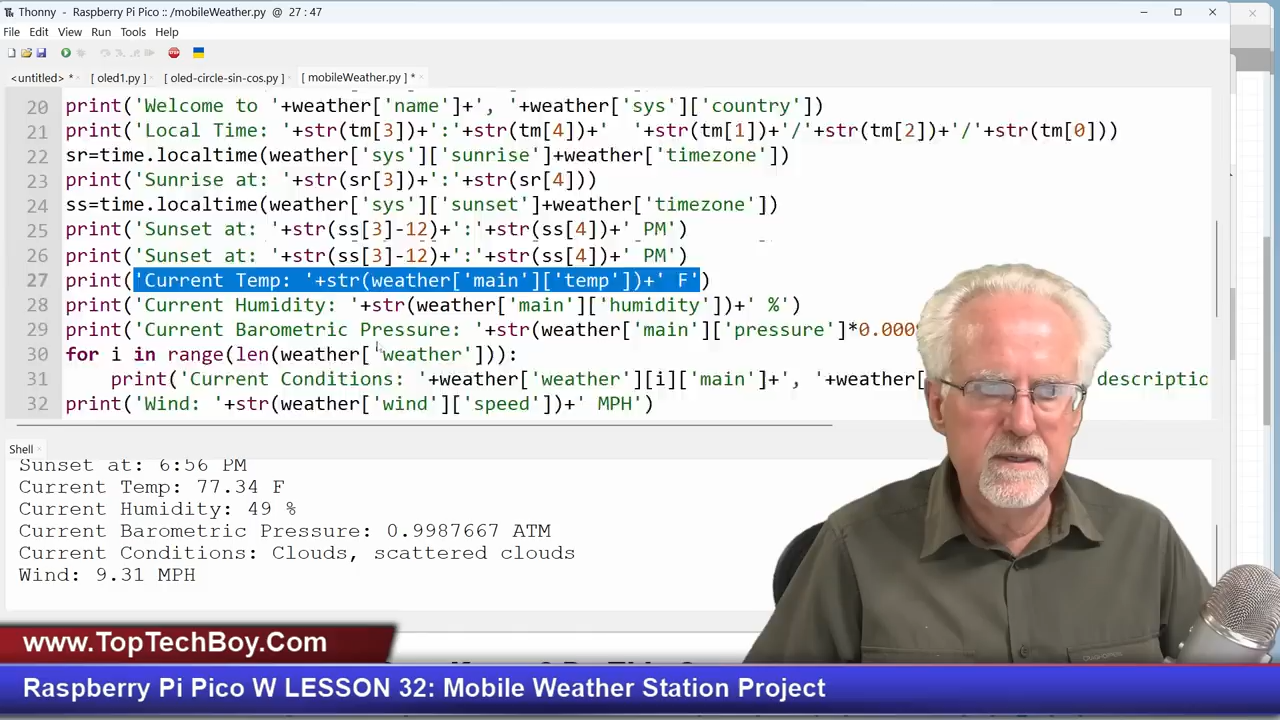 Thonny - Raspberry Pi Pico :: /mobileWeather.py @ 27 : 47
File Edit View Run Tools Help
<untitled> * [ oled1.py ] [ oled-circle-sin-cos.py ] [ mobileWeather.py ] *
20 print('Welcome to '+weather['name']+', '+weather['sys']['country'])
21 print('Local Time: '+str(tm[3])+':'+str(tm[4])+'  '+str(tm[1])+'/'+str(tm[2])+'/'+str(tm[0]))
22 sr=time.localtime(weather['sys']['sunrise']+weather['timezone'])
23 print('Sunrise at: '+str(sr[3])+':'+str(sr[4]))
24 ss=time.localtime(weather['sys']['sunset']+weather['timezone'])
25 print('Sunset at: '+str(ss[3]-12)+':'+str(ss[4])+' PM')
26 print('Sunset at: '+str(ss[3]-12)+':'+str(ss[4])+' PM')
27 print('Current Temp: '+str(weather['main']['temp'])+' F')
28 print('Current Humidity: '+str(weather['main']['humidity'])+' %')
29 print('Current Barometric Pressure: '+str(weather['main']['pressure']*0.000
30 for i in range(len(weather['weather'])):
31 print('Current Conditions: '+weather['weather'][i]['main']+', '+weather[ descriptio
32 print('Wind: '+str(weather['wind']['speed'])+' MPH')
Shell
Sunset at: 6:56 PM
Current Temp: 77.34 F
Current Humidity: 49 %
Current Barometric Pressure: 0.9987667 ATM
Current Conditions: Clouds, scattered clouds
Wind: 9.31 MPH
www.TopTechBoy.Com
Raspberry Pi Pico W LESSON 32: Mobile Weather Station Project